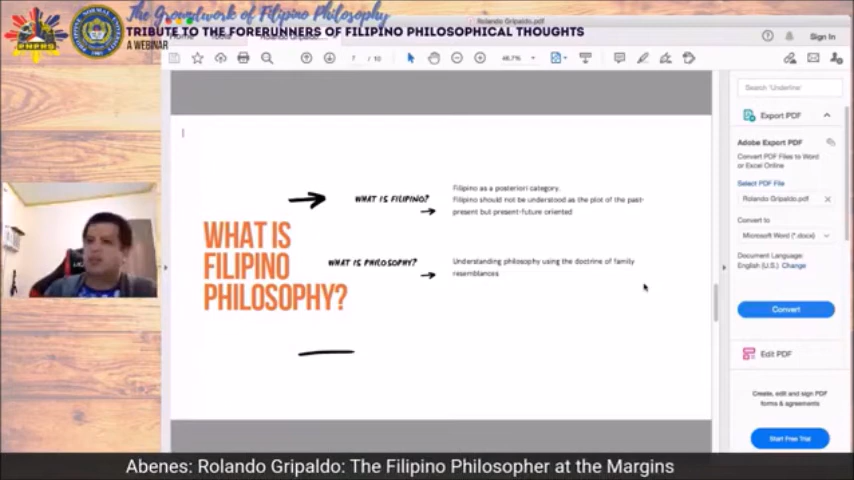 The Groundwork of Filipino Philosophy
TRIBUTE TO THE FORERUNNERS OF FILIPINO PHILOSOPHICAL THOUGHTS
A WEBINAR
PNPRS
Rolando Gripaldo.pdf
Home
Tools
Sign In
7 / 10
46.7%
WHAT IS
FILIPINO
PHILOSOPHY?
WHAT IS FILIPINO?
Filipino as a posteriori category.
Filipino should not be understood as the plot of the past-
present but present-future oriented
WHAT IS PHILOSOPHY?
Understanding philosophy using the doctrine of family
resemblances
Search 'Underline'
Export PDF
Adobe Export PDF
Convert PDF Files to Word
or Excel Online
Select PDF File
Rolando Gripaldo.pdf
Convert to
Microsoft Word (*.docx)
Document Language:
English (U.S.) Change
Convert
Edit PDF
Create, edit and sign PDF
forms & agreements
Start Free Trial
Abenes: Rolando Gripaldo: The Filipino Philosopher at the Margins